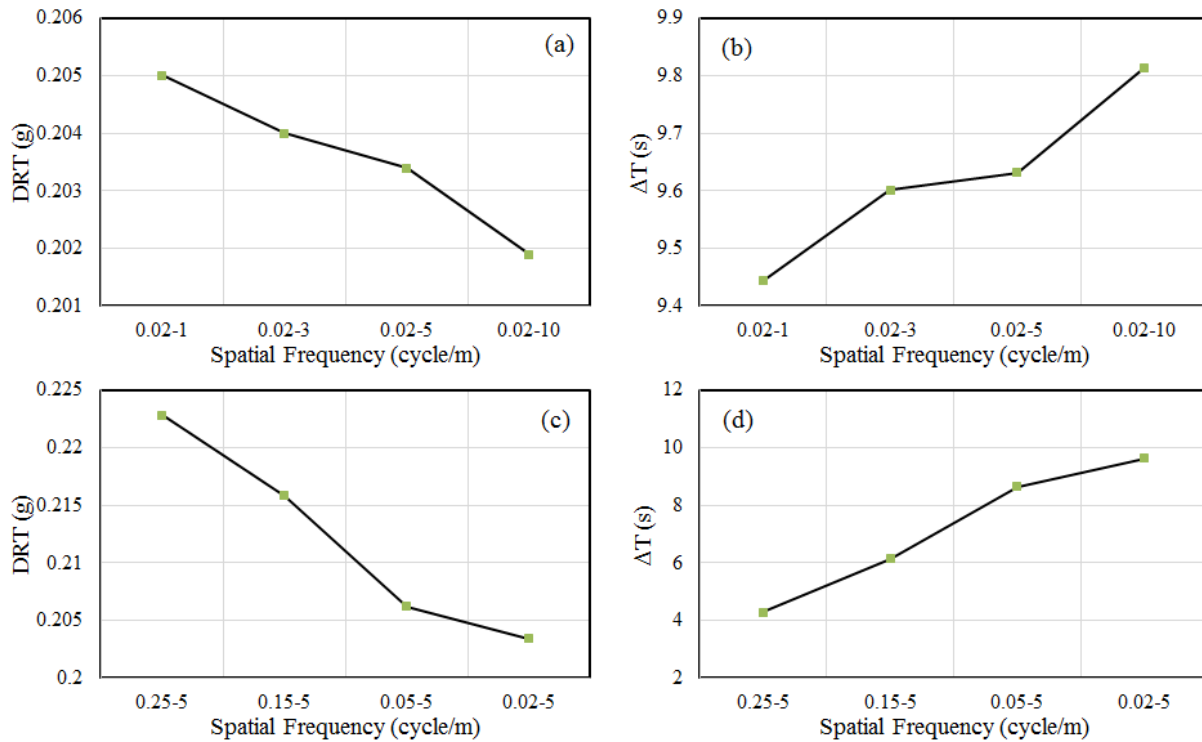 (a)
DRT (g)
0.206
0.205
0.204
0.203
0.202
0.201
0.02-1 0.02-3 0.02-5 0.02-10
Spatial Frequency (cycle/m)
(b)
ΔT (s)
9.9
9.8
9.7
9.6
9.5
9.4
0.02-1 0.02-3 0.02-5 0.02-10
Spatial Frequency (cycle/m)
(c)
DRT (g)
0.225
0.22
0.215
0.21
0.205
0.2
0.25-5 0.15-5 0.05-5 0.02-5
Spatial Frequency (cycle/m)
(d)
ΔT (s)
12
10
8
6
4
2
0.25-5 0.15-5 0.05-5 0.02-5
Spatial Frequency (cycle/m)